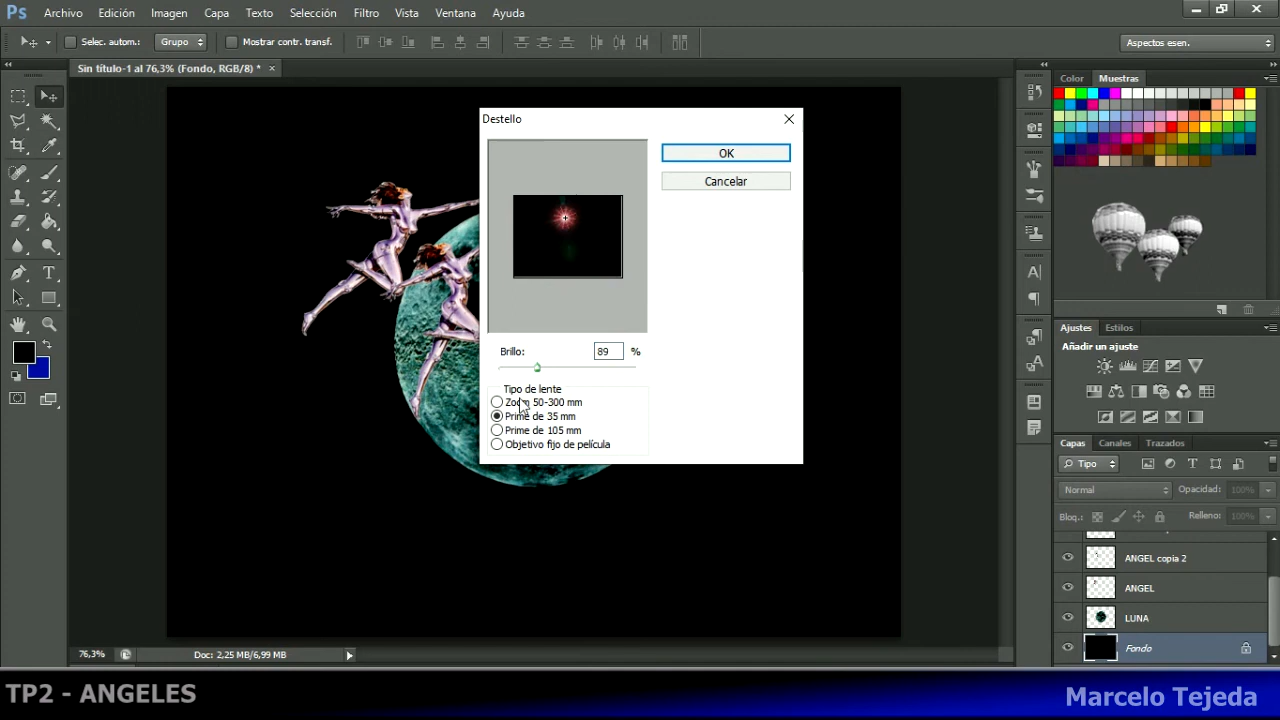 Ps Archivo Edición Imagen Capa Texto Selección Filtro Vista Ventana Ayuda
Selec. autom.: Grupo Mostrar contr. transf. Aspectos esen.
Sin título-1 al 76,3% (Fondo, RGB/8) * ×
Color Muestras
Destello
OK
Cancelar
Brillo: 89 %
Tipo de lente
Zoom 50-300 mm
Prime de 35 mm
Prime de 105 mm
Objetivo fijo de película
Ajustes Estilos
Añadir un ajuste
Capas Canales Trazados
Tipo
Normal Opacidad: 100%
Bloq.: Relleno: 100%
ANGEL copia 2
ANGEL
LUNA
Fondo
76,3% Doc: 2,25 MB/6,99 MB
TP2 - ANGELES
Marcelo Tejeda